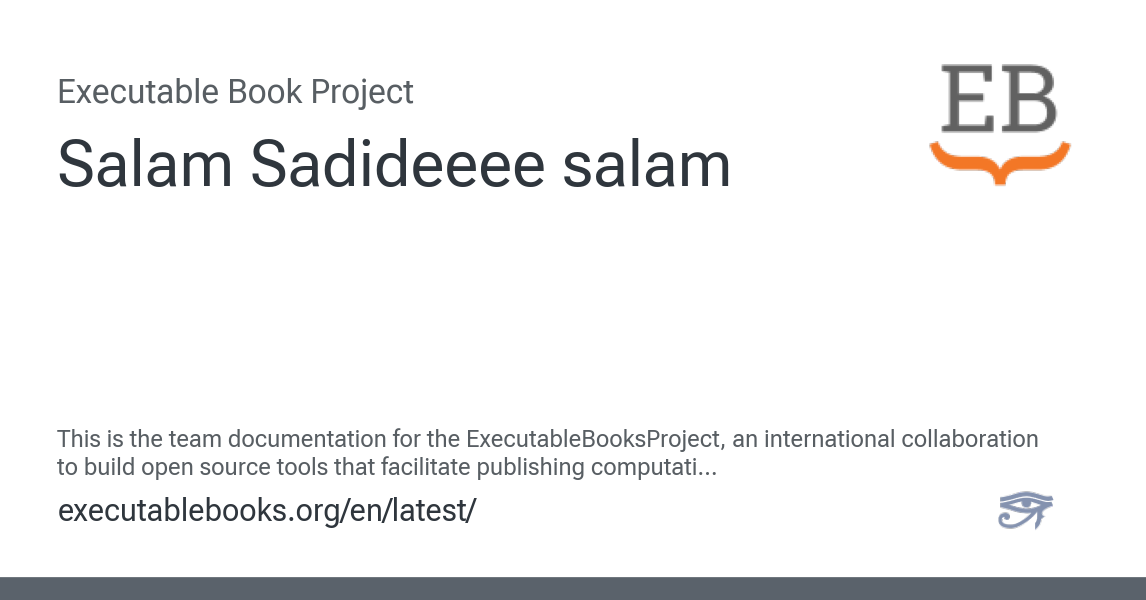 Executable Book Project
EB
Salam Sadideeee salam
This is the team documentation for the ExecutableBooksProject, an international collaboration
to build open source tools that facilitate publishing computati...
executablebooks.org/en/latest/